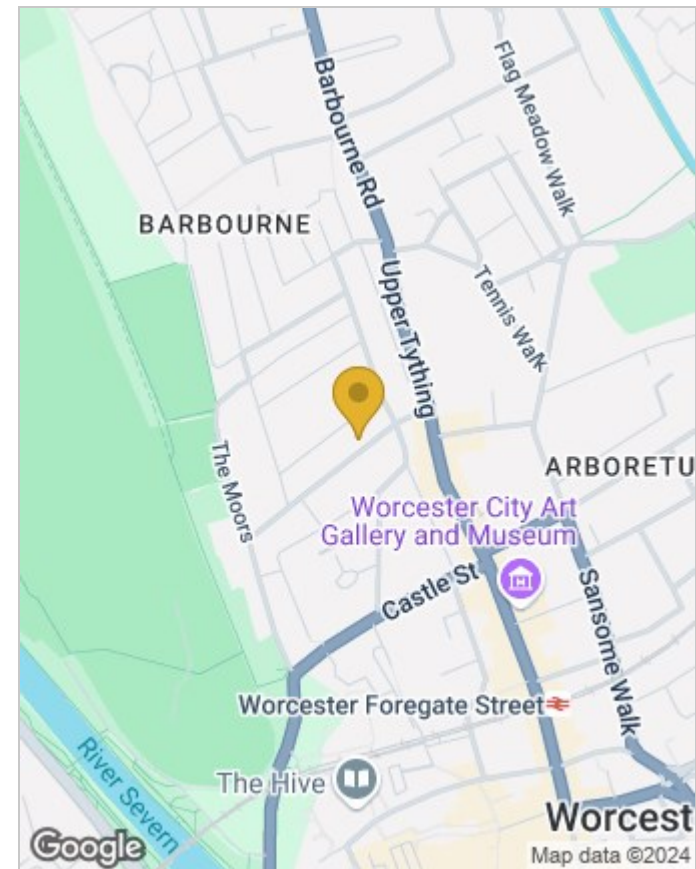 Flag Meadow Walk
Barbourne Rd
BARBOURNE
Tennis Walk
Upper Tything
The Moors
ARBORETU
Worcester City Art
Gallery and Museum
Castle St
Sansome Walk
Worcester Foregate Street
River Severn
The Hive
Worcest
Google
Map data ©2024